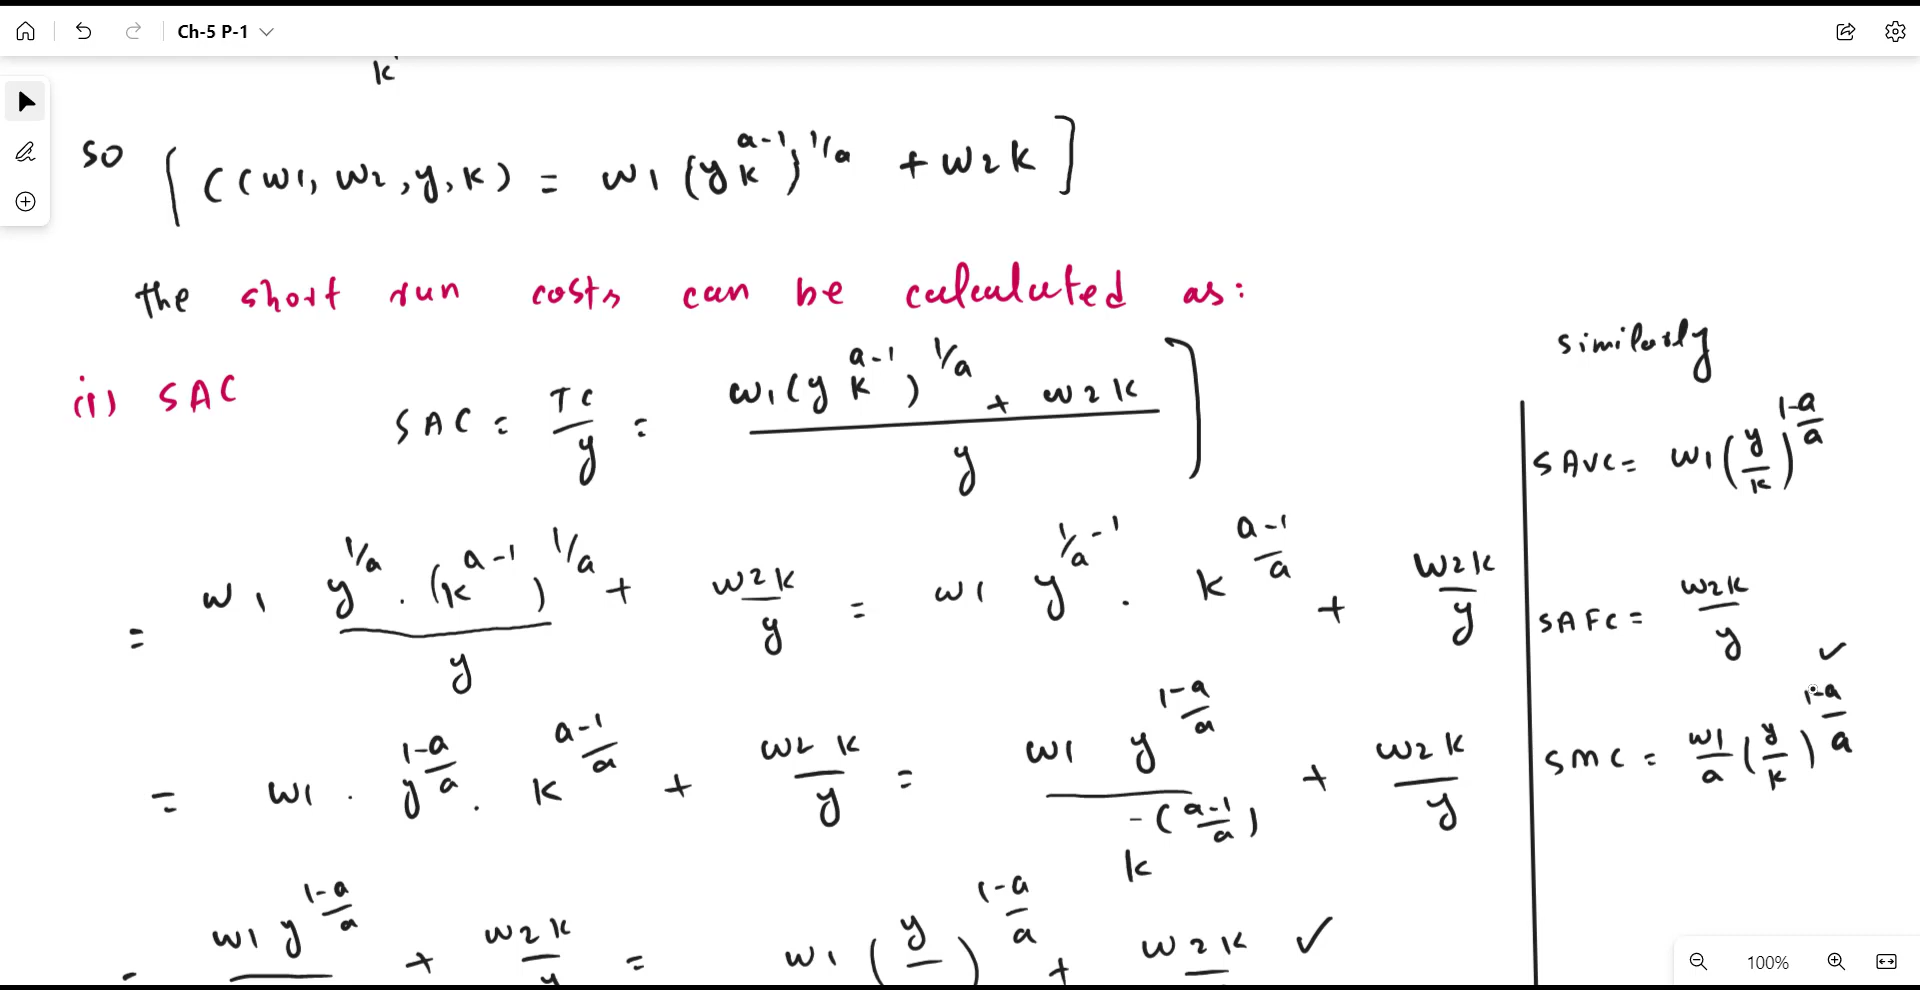 Ch-5 P-1
k
so [ C(w1, w2, y, k) = w1 (y k^{a-1})^{1/a} + w2 k ]
the short run costs can be calculated as:
(i) SAC
SAC = TC/y = (w1(y k^{a-1})^{1/a} + w2 k)/y ]
= w1 (y^{1/a} . (k^{a-1})^{1/a})/y + w2k/y = w1 y^{1/a - 1} . k^{(a-1)/a} + w2k/y
= w1 . y^{(1-a)/a} . k^{(a-1)/a} + w2 k/y = w1 y^{(1-a)/a} / k^{-((a-1)/a)} + w2 k/y
= w1 y^{(1-a)/a} + w2 k/y = w1 (y/ )^{(1-a)/a} + w2 k ✓
similarly
SAVC = w1 (y/k)^{(1-a)/a}
SAFC = w2k/y ✓
SMC = w1/a (y/k)^{(1-a)/a}
100%